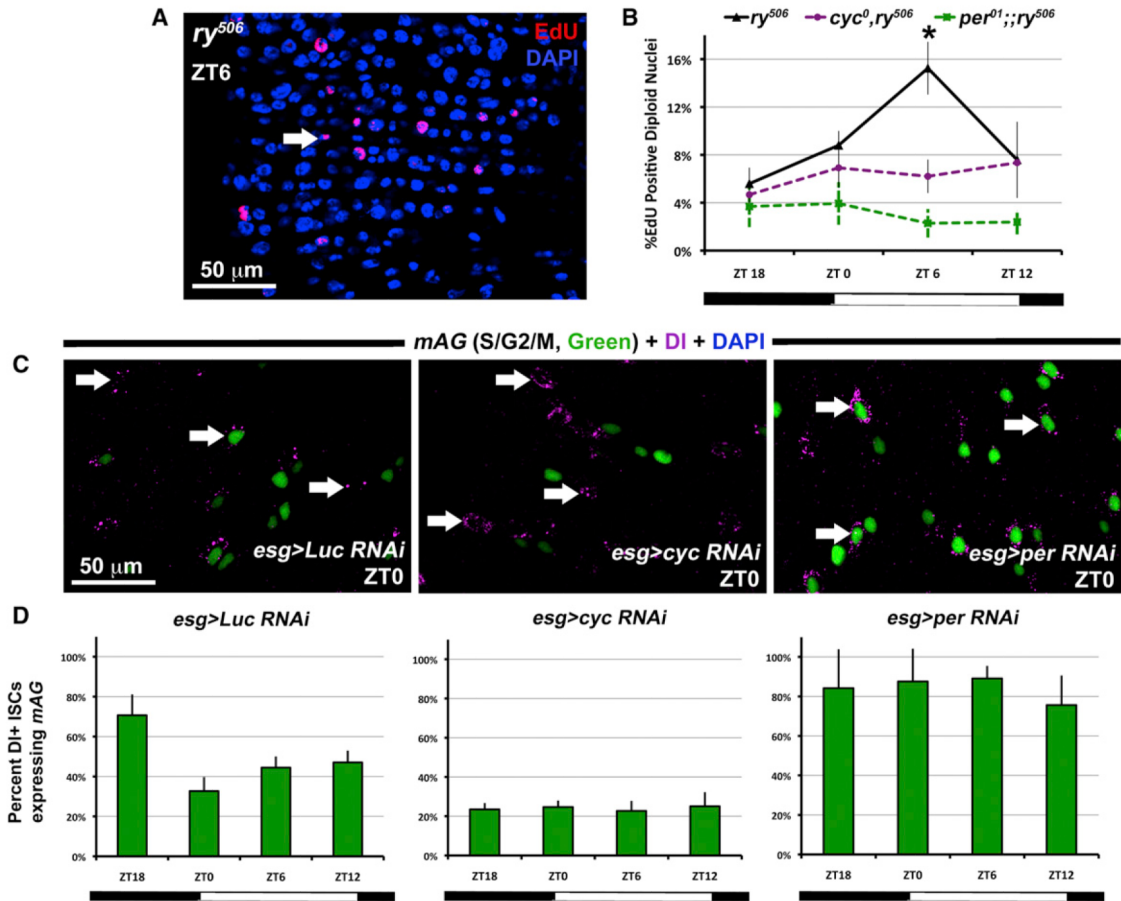 A
ry⁵⁰⁶
ZT6
EdU
DAPI
50 μm
B
ry⁵⁰⁶ cyc⁰,ry⁵⁰⁶ per⁰¹;;ry⁵⁰⁶
*
%EdU Positive Diploid Nuclei
16%
12%
8%
4%
0%
ZT 18 ZT 0 ZT 6 ZT 12
C
mAG (S/G2/M, Green) + DI + DAPI
esg>Luc RNAi
ZT0
50 μm
esg>cyc RNAi
ZT0
esg>per RNAi
ZT0
D
Percent DI+ ISCs
expressing mAG
esg>Luc RNAi
100%
80%
60%
40%
20%
0%
ZT18 ZT0 ZT6 ZT12
esg>cyc RNAi
100%
80%
60%
40%
20%
0%
ZT18 ZT0 ZT6 ZT12
esg>per RNAi
100%
80%
60%
40%
20%
0%
ZT18 ZT0 ZT6 ZT12